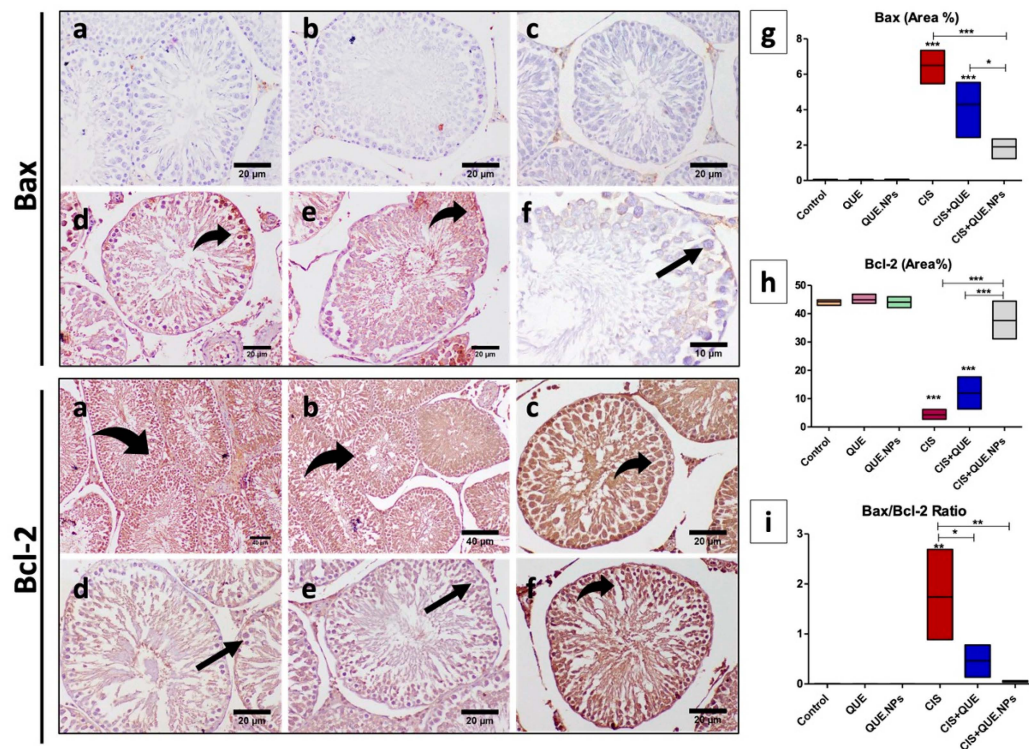 Bax
a
b
c
20 µm
20 µm
20 µm
d
e
f
20 µm
20 µm
10 µm
Bcl-2
a
b
c
40 µm
40 µm
20 µm
d
e
f
20 µm
20 µm
20 µm
g
Bax (Area %)
***
***
*
***
***
8
6
4
2
0
Control
QUE
QUE.NPs
CIS
CIS+QUE
CIS+QUE.NPs
h
Bcl-2 (Area%)
***
***
***
***
50
40
30
20
10
0
Control
QUE
QUE.NPs
CIS
CIS+QUE
CIS+QUE.NPs
i
Bax/Bcl-2 Ratio
**
*
**
3
2
1
0
Control
QUE
QUE.NPs
CIS
CIS+QUE
CIS+QUE.NPs